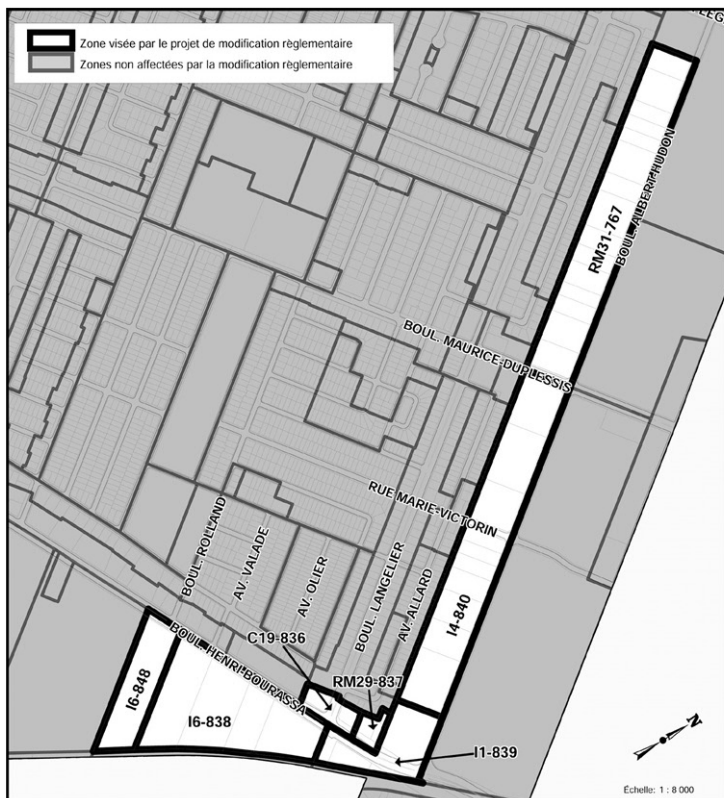 Zone visée par le projet de modification règlementaire
Zones non affectées par la modification règlementaire
RM31-767
BOUL. ALBERT-HUDON
BOUL. MAURICE-DUPLESSIS
RUE MARIE-VICTORIN
BOUL. ROLLAND
AV. VALADE
AV. OLIER
BOUL. LANGELIER
AV. ALLARD
I4-840
BOUL. HENRI-BOURASSA
C19-836
RM29-837
I6-848
I6-838
I1-839
N
Échelle: 1 : 8 000